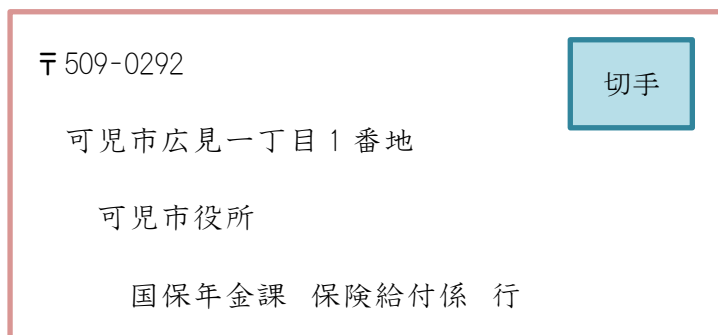 〒509-0292
切手
可児市広見一丁目1番地
可児市役所
国保年金課 保険給付係 行